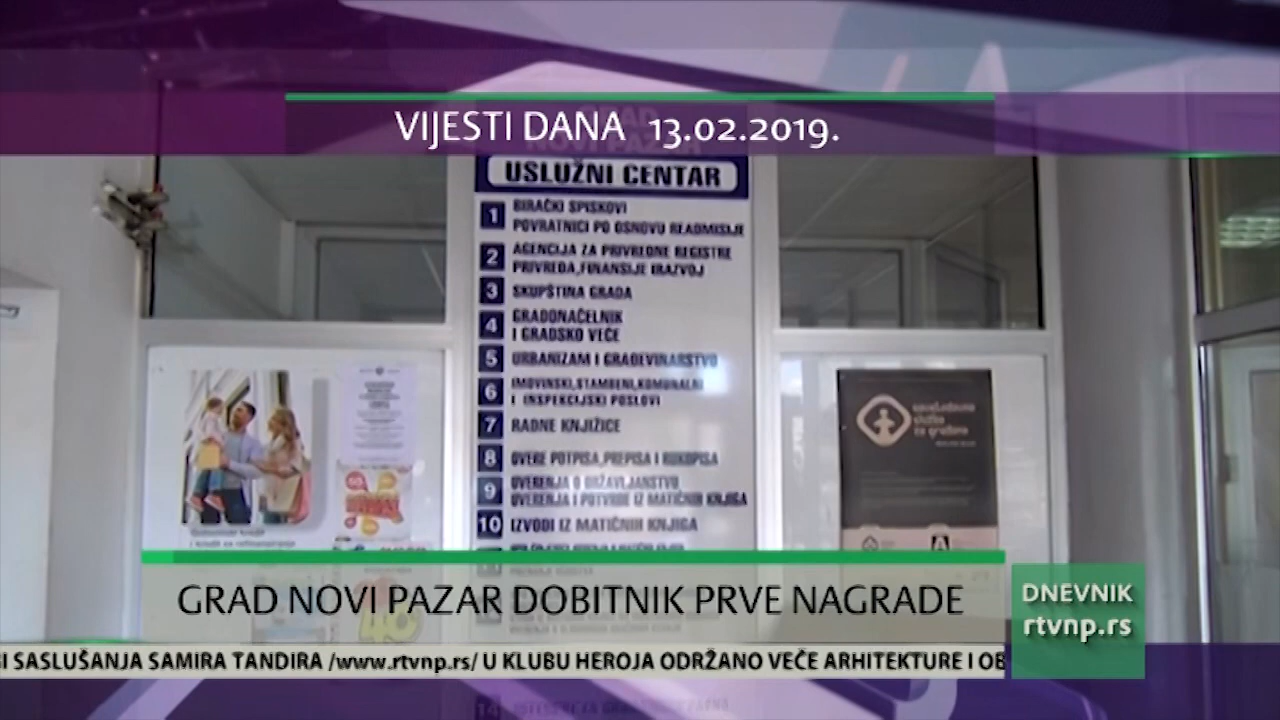 VIJESTI DANA 13.02.2019.
USLUŽNI CENTAR
1 BIRAČKI SPISKOVI
POVRATNICI PO OSNOVU READMISIJE
2 AGENCIJA ZA PRIVREDNE REGISTRE
PRIVREDA,FINANSIJE IRAZVOJ
3 SKUPŠTINA GRADA
4 GRADONAČELNIK
I GRADSKO VEĆE
5 URBANIZAM I GRAĐEVINARSTVO
6 IMOVINSKI,STAMBENI,KOMUNALNI
I INSPEKCIJSKI POSLOVI
7 RADNE KNJIŽICE
8 OVERE POTPISA,PREPISA I RUKOPISA
9 UVERENJA O DRŽAVLJANSTVU
UVERENJA I POTVRDE IZ MATIČNIH KNJIGA
10 IZVODI IZ MATIČNIH KNJIGA
GRAD NOVI PAZAR DOBITNIK PRVE NAGRADE
DNEVNIK
rtvnp.rs
I SASLUŠANJA SAMIRA TANDIRA /www.rtvnp.rs/ U KLUBU HEROJA ODRŽANO VEČE ARHITEKTURE I OB